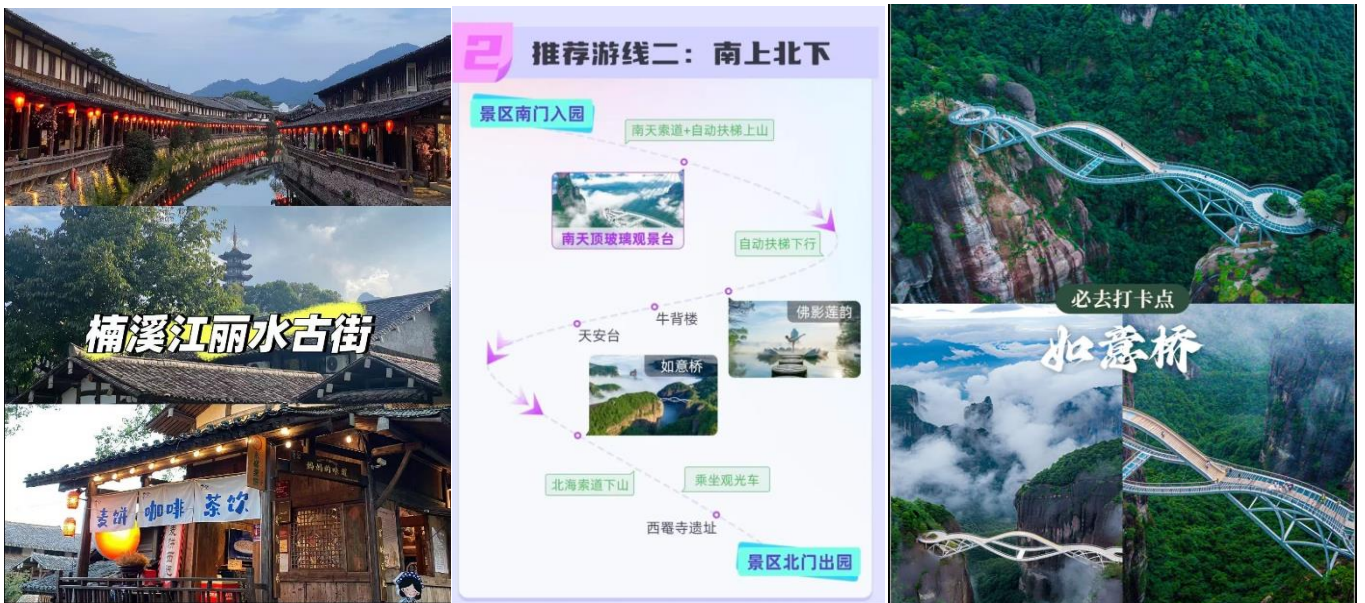 楠溪江丽水古街
麦饼 咖啡 茶饮
2
推荐游线二：南上北下
景区南门入园
南天索道+自动扶梯上山
南天顶玻璃观景台
自动扶梯下行
佛影莲韵
牛背楼
天安台
如意桥
北海索道下山
乘坐观光车
西罨寺遗址
景区北门出园
必去打卡点
如意桥